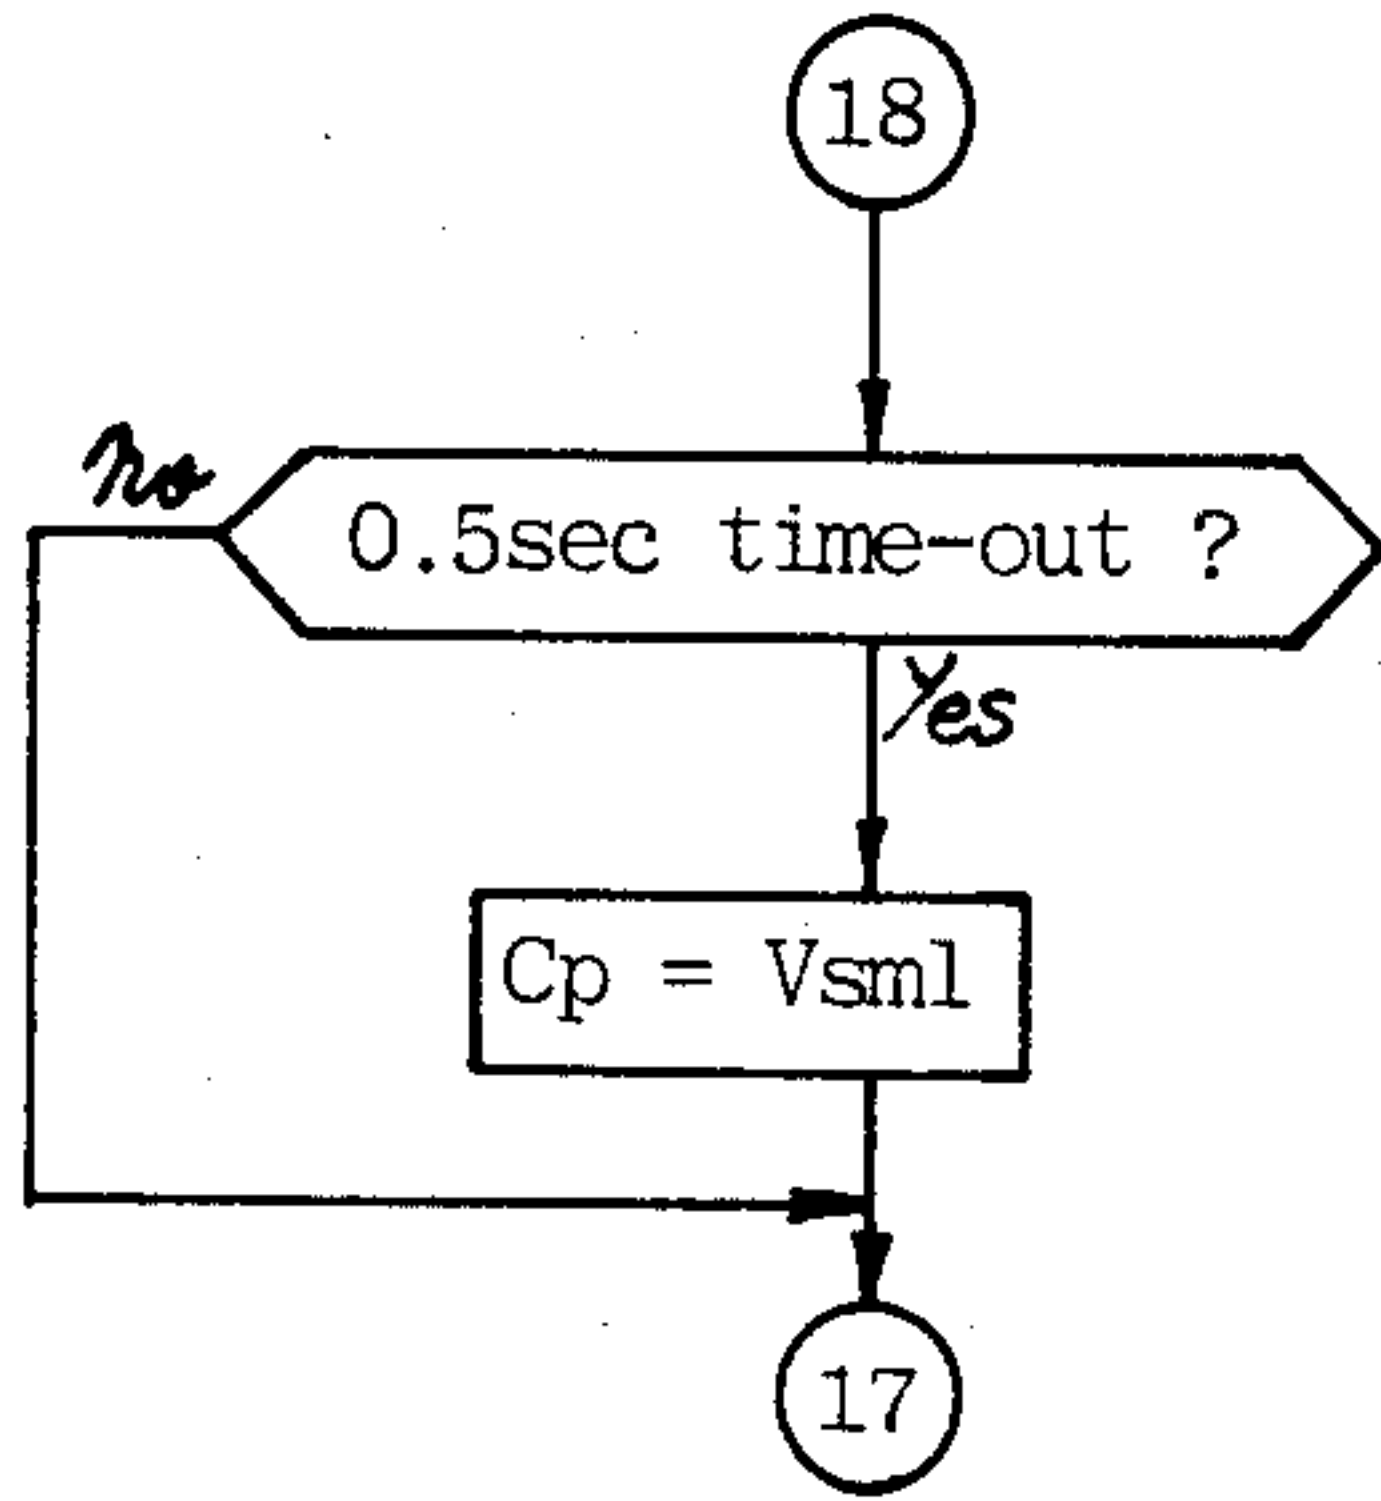 18
no
0.5sec time-out ?
Yes
Cp = Vsml
17